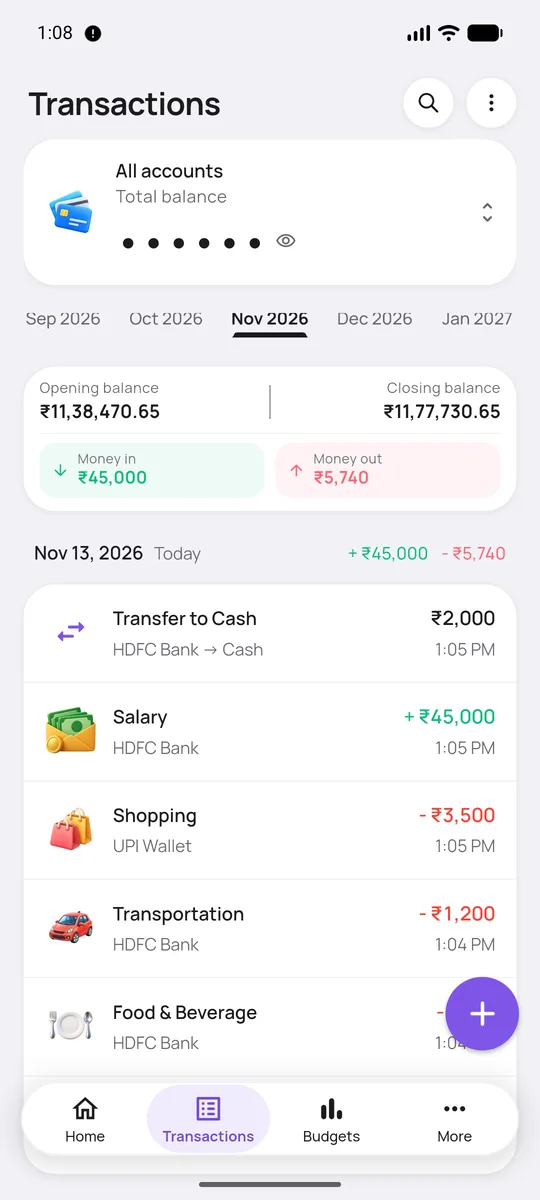 1:08
Transactions
All accounts
Total balance
Sep 2026 Oct 2026 Nov 2026 Dec 2026 Jan 2027
Opening balance Closing balance
₹11,38,470.65 ₹11,77,730.65
Money in Money out
₹45,000 ₹5,740
Nov 13, 2026 Today + ₹45,000 - ₹5,740
Transfer to Cash ₹2,000
HDFC Bank → Cash 1:05 PM
Salary + ₹45,000
HDFC Bank 1:05 PM
Shopping - ₹3,500
UPI Wallet 1:05 PM
Transportation - ₹1,200
HDFC Bank 1:04 PM
Food & Beverage -
HDFC Bank
Home Transactions Budgets More